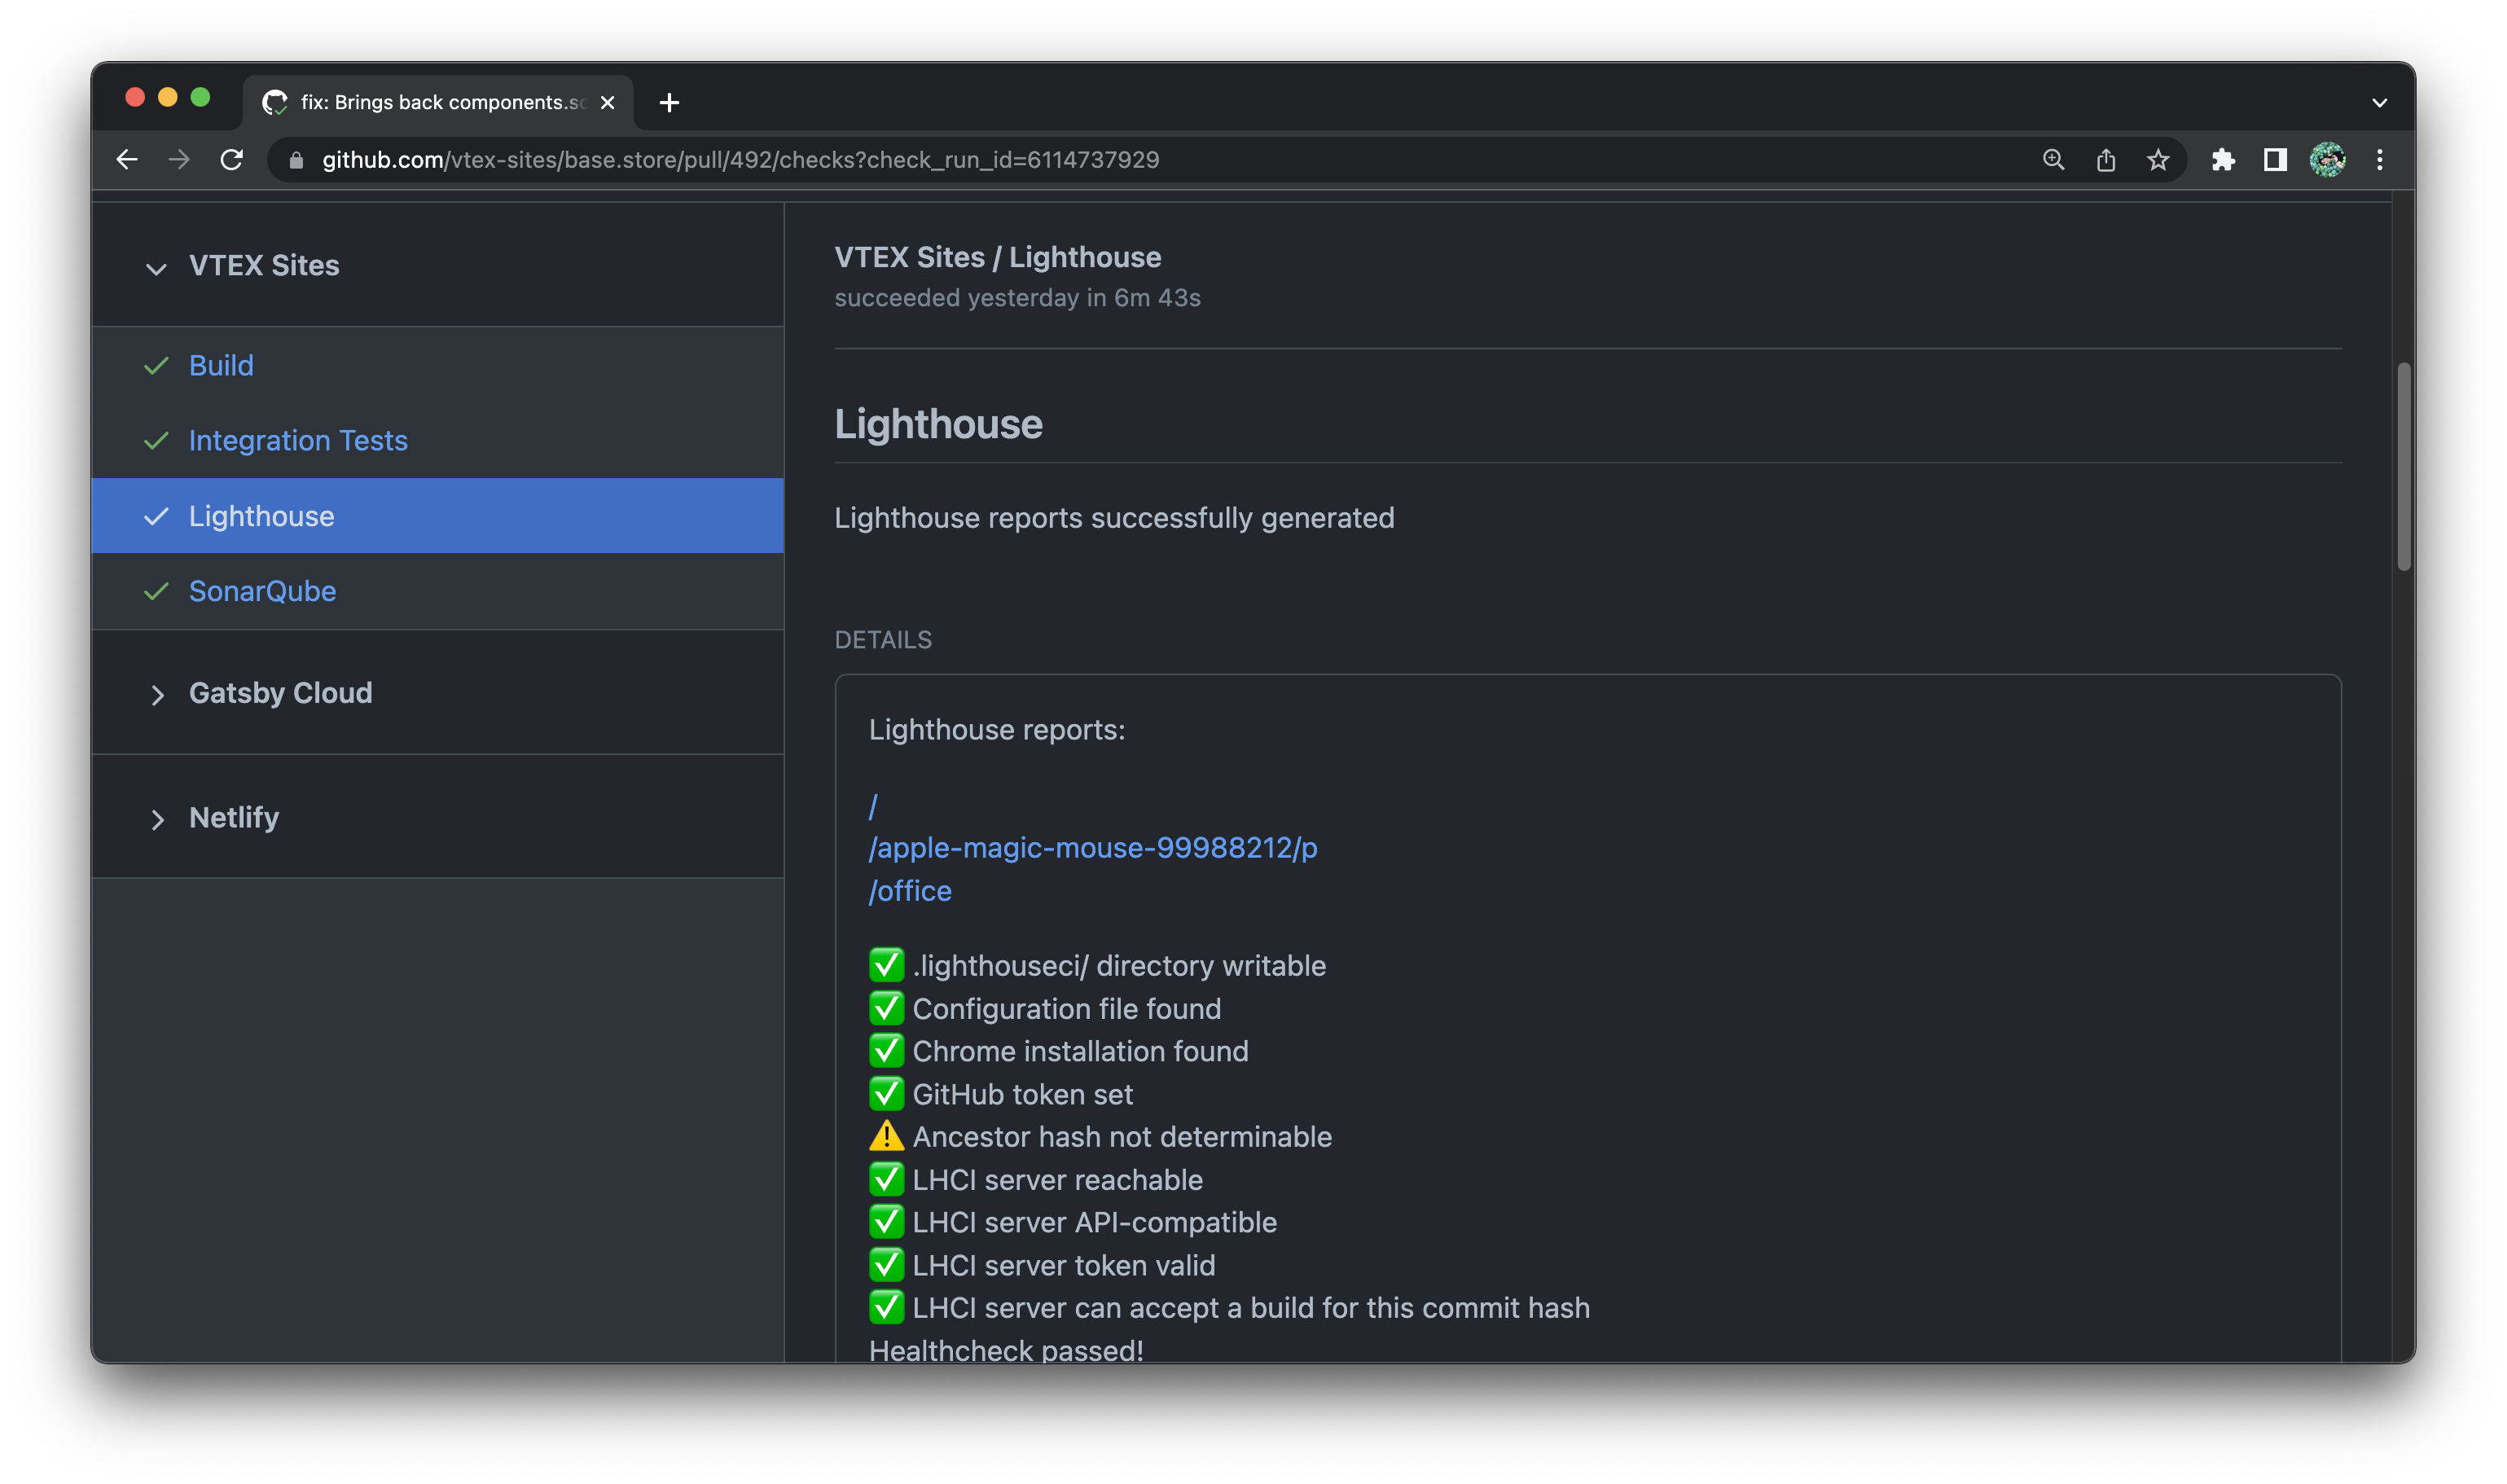 fix: Brings back components.sc
github.com/vtex-sites/base.store/pull/492/checks?check_run_id=6114737929
VTEX Sites
Build
Integration Tests
Lighthouse
SonarQube
Gatsby Cloud
Netlify
VTEX Sites / Lighthouse
succeeded yesterday in 6m 43s
Lighthouse
Lighthouse reports successfully generated
DETAILS
Lighthouse reports:
/
/apple-magic-mouse-99988212/p
/office
✅ .lighthouseci/ directory writable
✅ Configuration file found
✅ Chrome installation found
✅ GitHub token set
⚠️ Ancestor hash not determinable
✅ LHCI server reachable
✅ LHCI server API-compatible
✅ LHCI server token valid
✅ LHCI server can accept a build for this commit hash
Healthcheck passed!